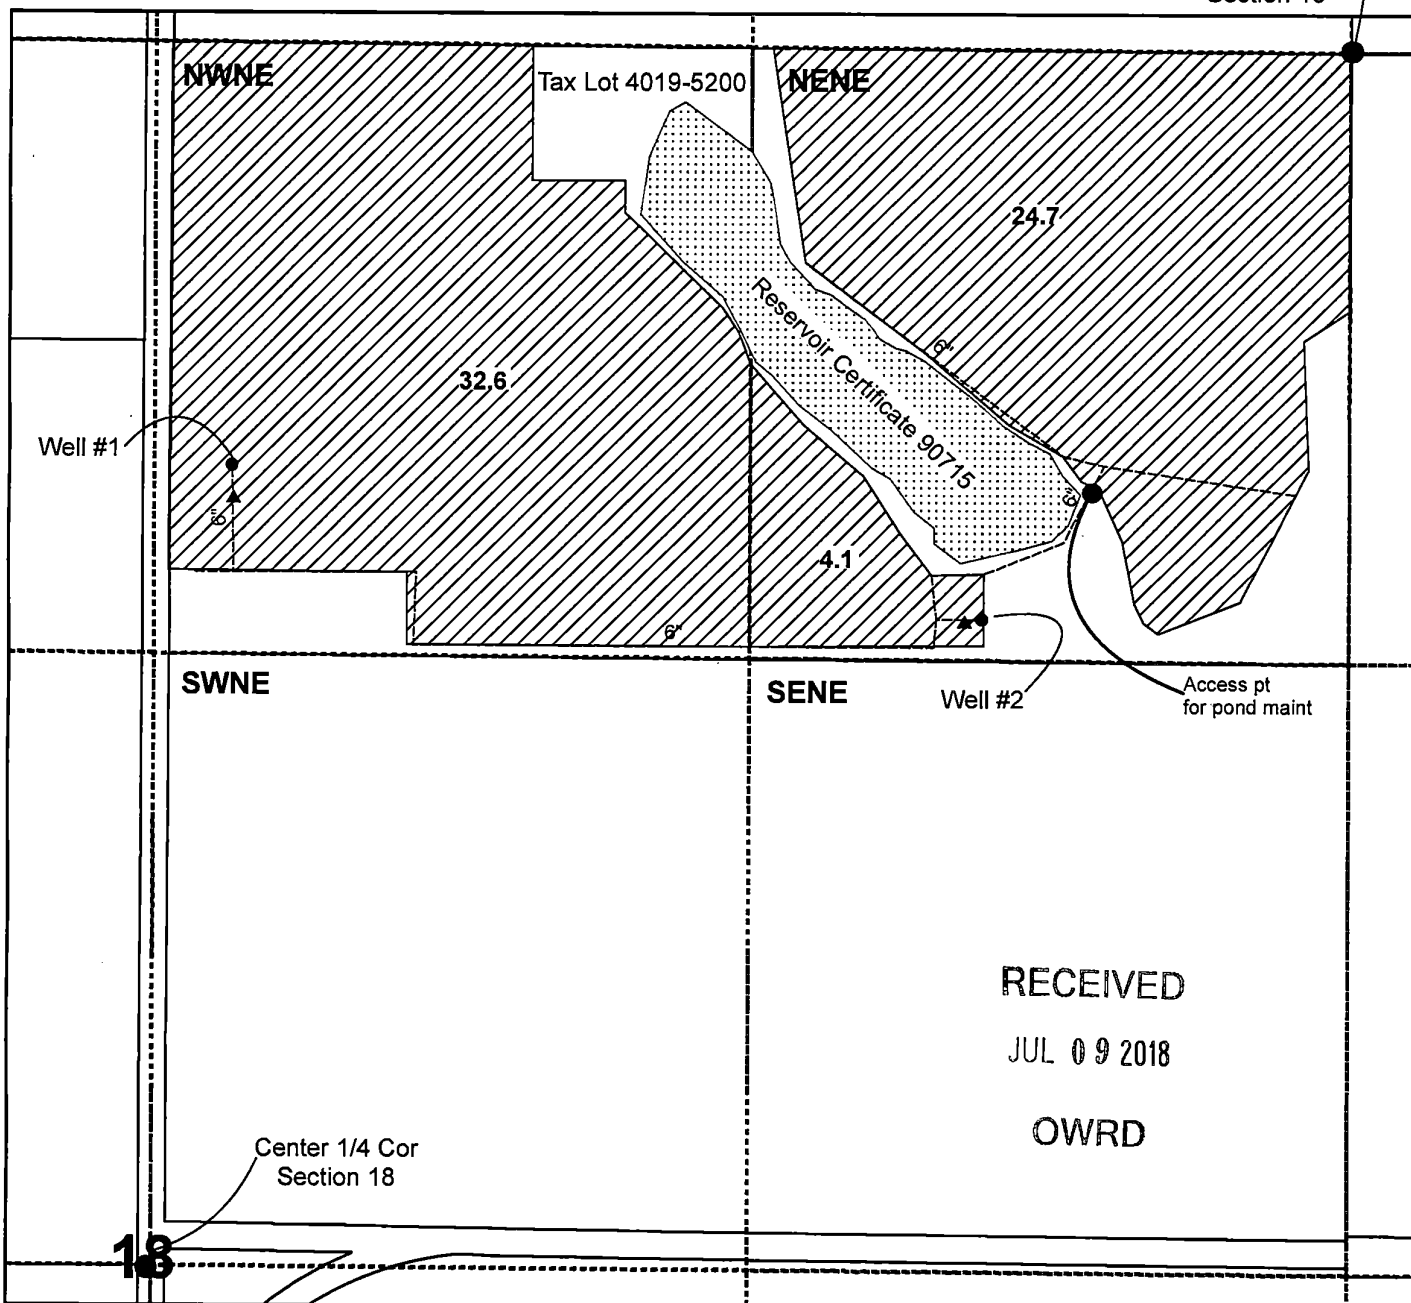 Section 18
NWNE
Tax Lot 4019-5200
NENE
24.7
Reservoir Certificate 90715
6"
32.6
Well #1
6"
6"
4.1
6"
SWNE
SENE
Well #2
Access pt
for pond maint
RECEIVED
JUL 09 2018
OWRD
Center 1/4 Cor
Section 18
18